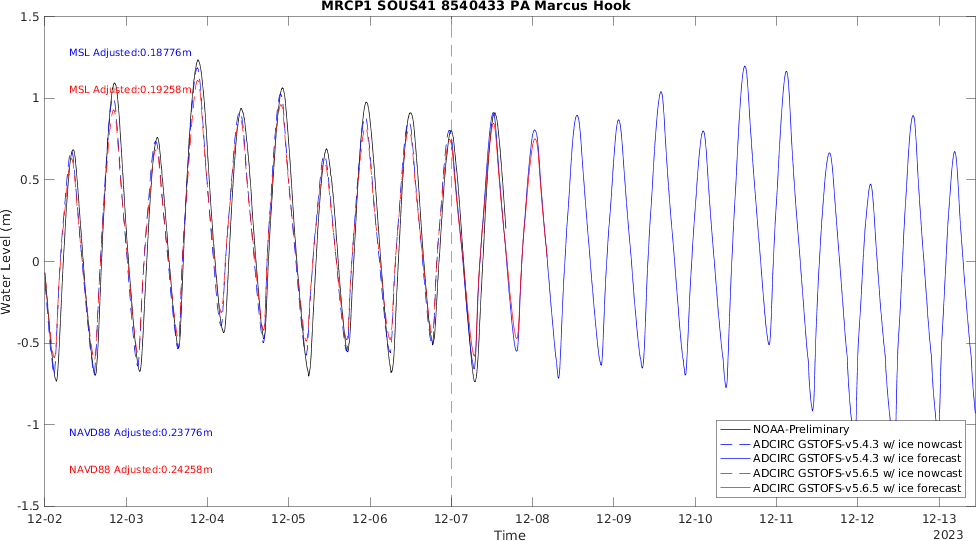 MRCP1 SOUS41 8540433 PA Marcus Hook
1.5
1
0.5
0
-0.5
-1
-1.5
Water Level (m)
MSL Adjusted:0.18776m
MSL Adjusted:0.19258m
NAVD88 Adjusted:0.23776m
NAVD88 Adjusted:0.24258m
NOAA-Preliminary
ADCIRC GSTOFS-v5.4.3 w/ ice nowcast
ADCIRC GSTOFS-v5.4.3 w/ ice forecast
ADCIRC GSTOFS-v5.6.5 w/ ice nowcast
ADCIRC GSTOFS-v5.6.5 w/ ice forecast
12-02 12-03 12-04 12-05 12-06 12-07 12-08 12-09 12-10 12-11 12-12 12-13
2023
Time